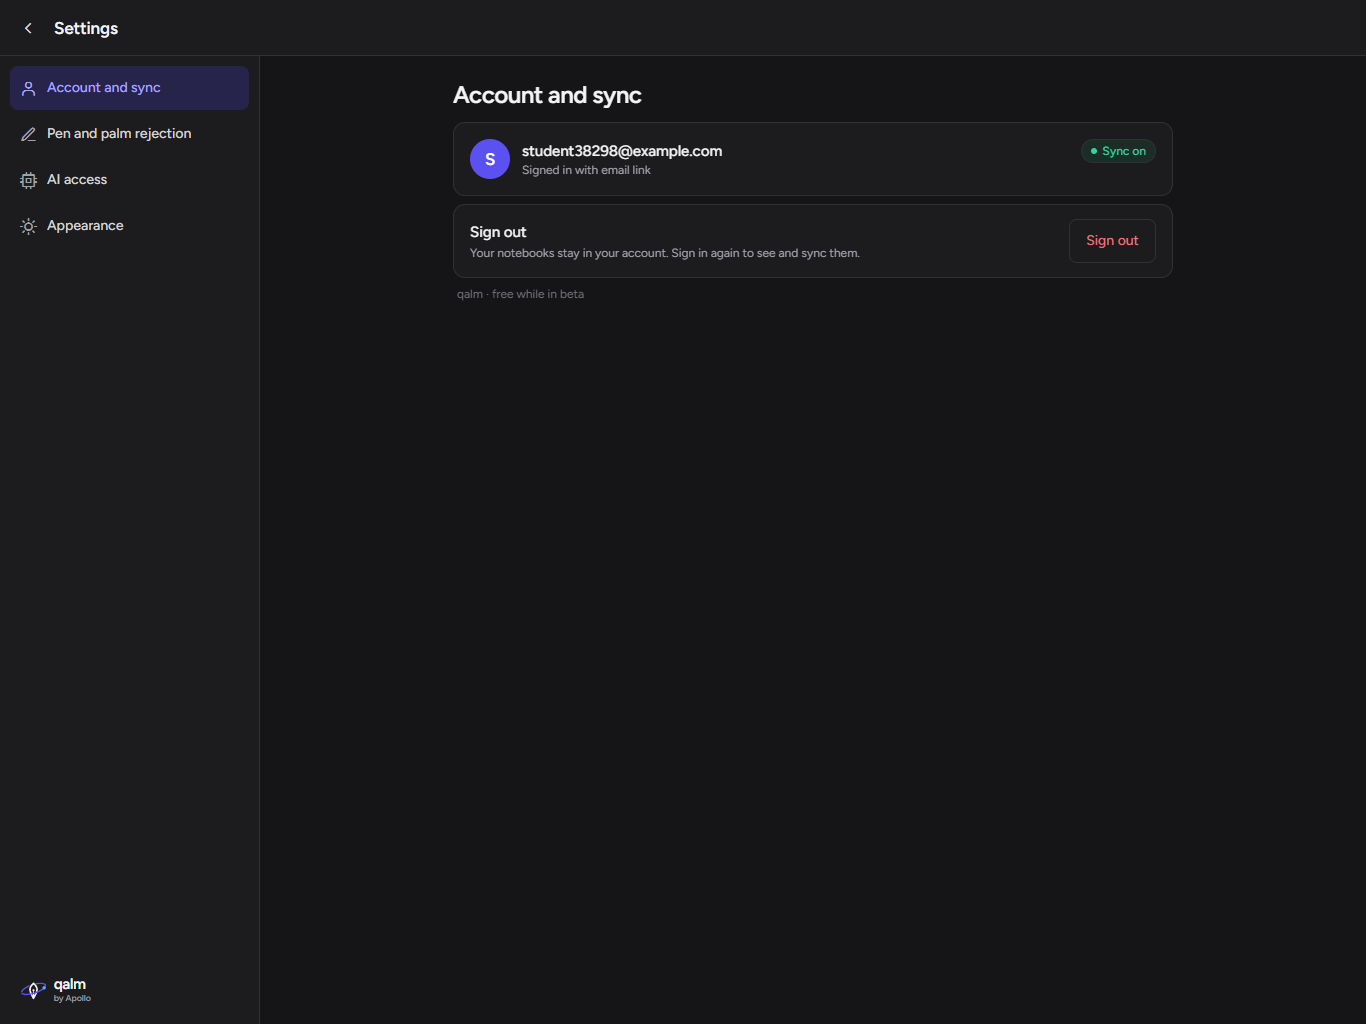 Settings
Account and sync
Pen and palm rejection
AI access
Appearance
Account and sync
S
student38298@example.com
Signed in with email link
Sync on
Sign out
Your notebooks stay in your account. Sign in again to see and sync them.
Sign out
qalm · free while in beta
qalm
by Apollo